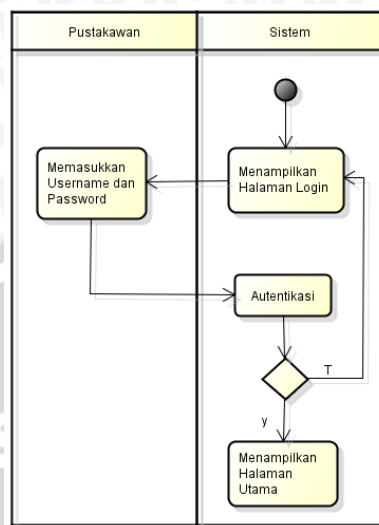 Pustakawan
Sistem
Menampilkan
Halaman Login
Memasukkan
Username dan
Password
Autentikasi
T
y
Menampilkan
Halaman
Utama